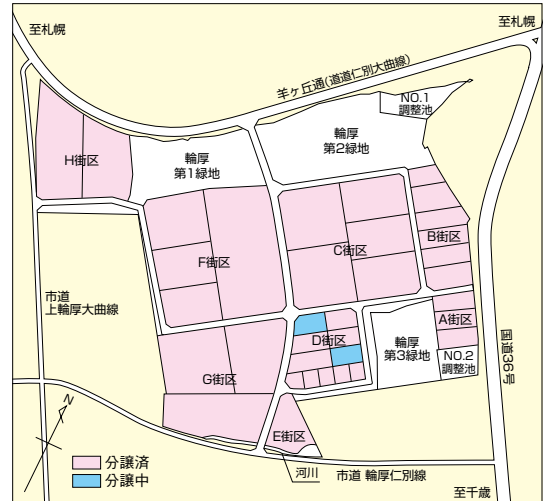 至札幌
至札幌
羊ヶ丘通(道道仁別大曲線)
NO.1
調整池
輪厚
第2緑地
輪厚
第1緑地
H街区
B街区
C街区
F街区
市道
上輪厚大曲線
A街区
D街区
輪厚
第3緑地
国道36号
NO.2
調整池
G街区
N
E街区
分譲済
河川
市道 輪厚仁別線
分譲中
至千歳